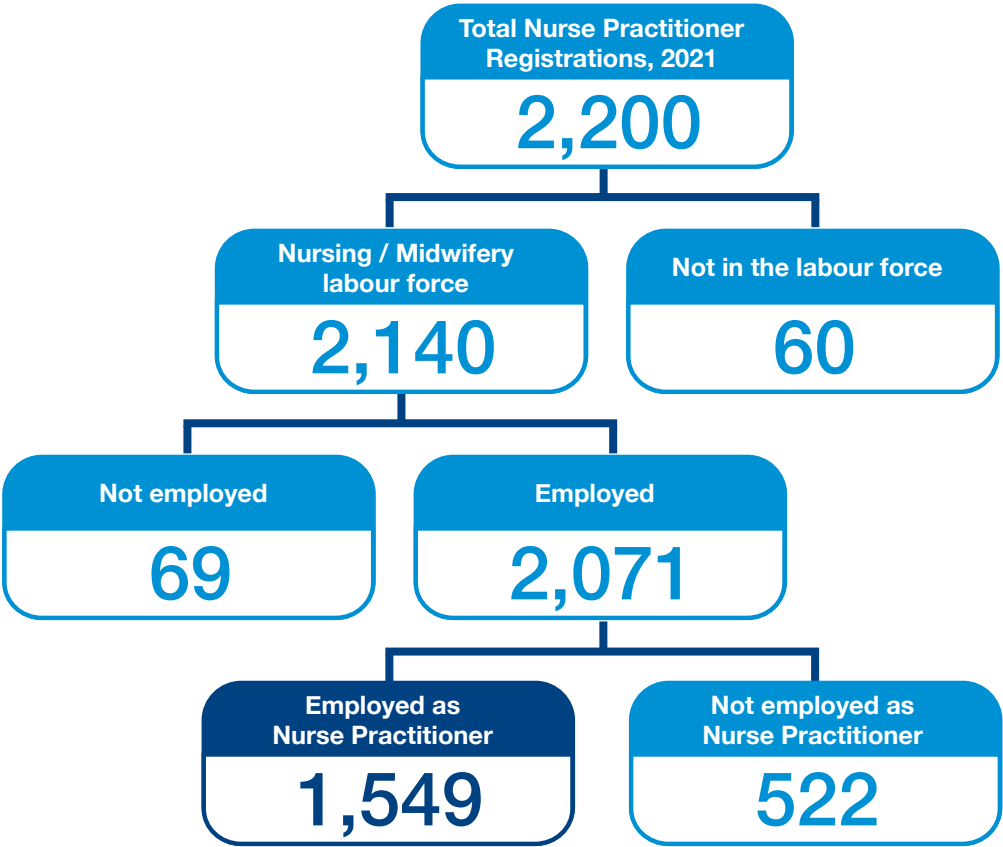 Total Nurse Practitioner
Registrations, 2021
2,200
Nursing / Midwifery
labour force
2,140
Not in the labour force
60
Not employed
69
Employed
2,071
Employed as
Nurse Practitioner
1,549
Not employed as
Nurse Practitioner
522